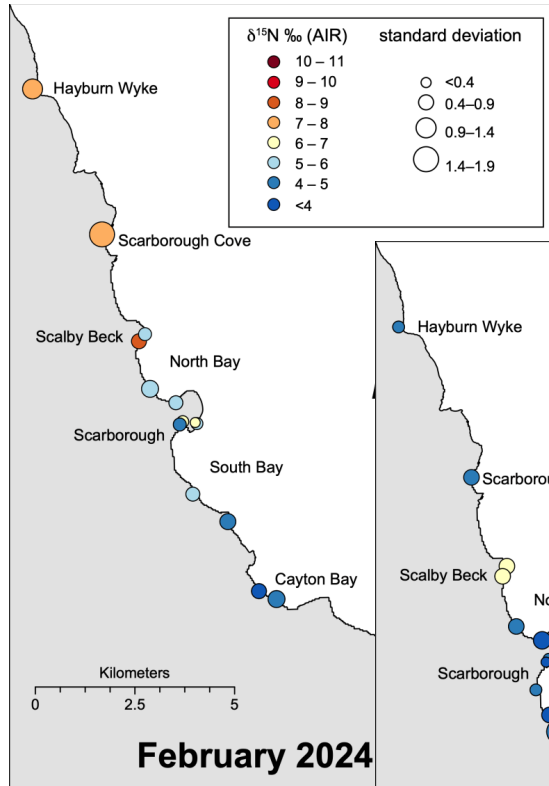 δ¹⁵N ‰ (AIR)
standard deviation
10 – 11
9 – 10
8 – 9
7 – 8
6 – 7
5 – 6
4 – 5
<4
<0.4
0.4–0.9
0.9–1.4
1.4–1.9
Hayburn Wyke
Scarborough Cove
Scalby Beck
North Bay
Scarborough
South Bay
Cayton Bay
Kilometers
0 2.5 5
February 2024
Hayburn Wyke
Scarborou
Scalby Beck
No
Scarborough